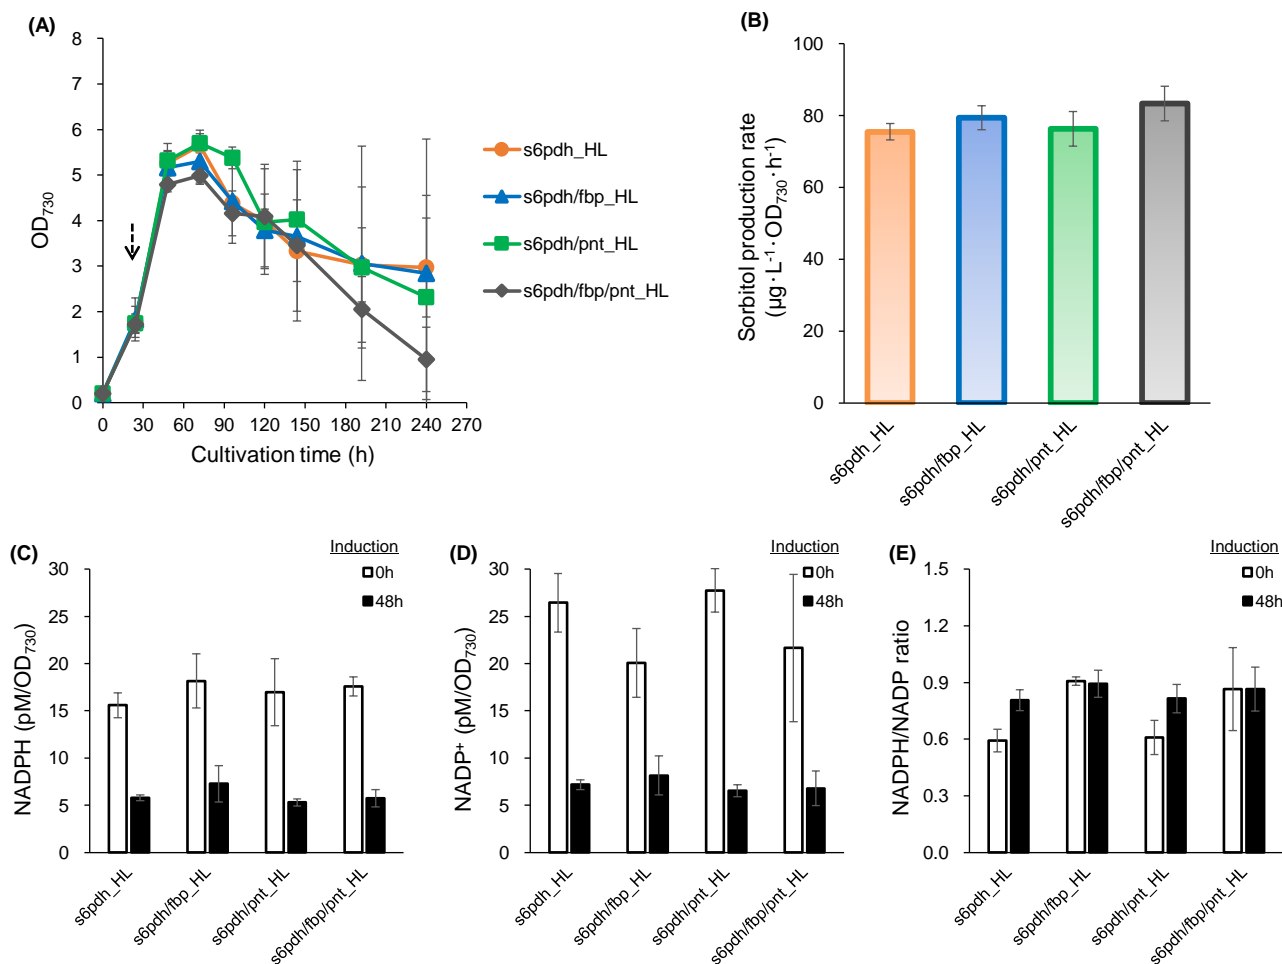 (A)
8
7
6
5
4
3
2
1
0
OD730
0 30 60 90 120 150 180 210 240 270
Cultivation time (h)
s6pdh_HL
s6pdh/fbp_HL
s6pdh/pnt_HL
s6pdh/fbp/pnt_HL
(B)
100
80
60
40
20
0
Sorbitol production rate
(µg·L-1·OD730·h-1)
s6pdh_HL
s6pdh/fbp_HL
s6pdh/pnt_HL
s6pdh/fbp/pnt_HL
(C)
Induction
0h
48h
30
25
20
15
10
5
0
NADPH (pM/OD730)
s6pdh_HL
s6pdh/fbp_HL
s6pdh/pnt_HL
s6pdh/fbp/pnt_HL
(D)
Induction
0h
48h
30
25
20
15
10
5
0
NADP+ (pM/OD730)
s6pdh_HL
s6pdh/fbp_HL
s6pdh/pnt_HL
s6pdh/fbp/pnt_HL
(E)
Induction
0h
48h
1.5
1.2
0.9
0.6
0.3
0.0
NADPH/NADP ratio
s6pdh_HL
s6pdh/fbp_HL
s6pdh/pnt_HL
s6pdh/fbp/pnt_HL